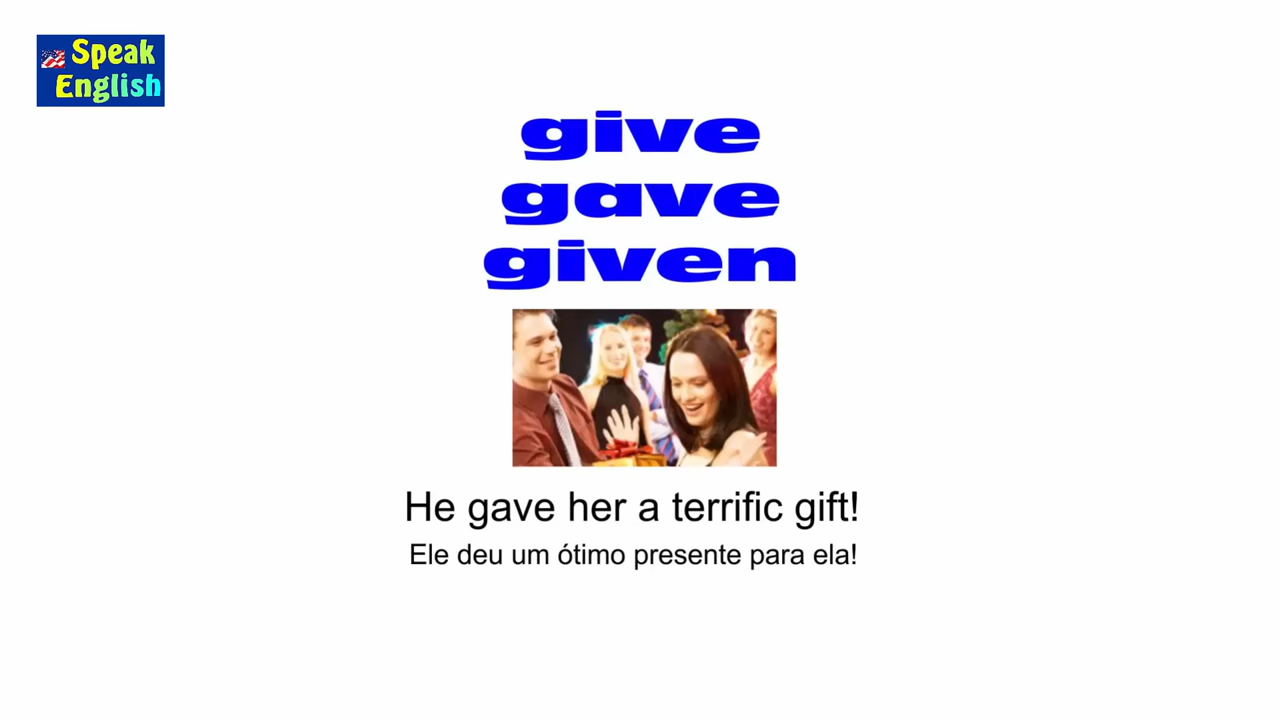 Speak
English
give
gave
given
He gave her a terrific gift!
Ele deu um ótimo presente para ela!